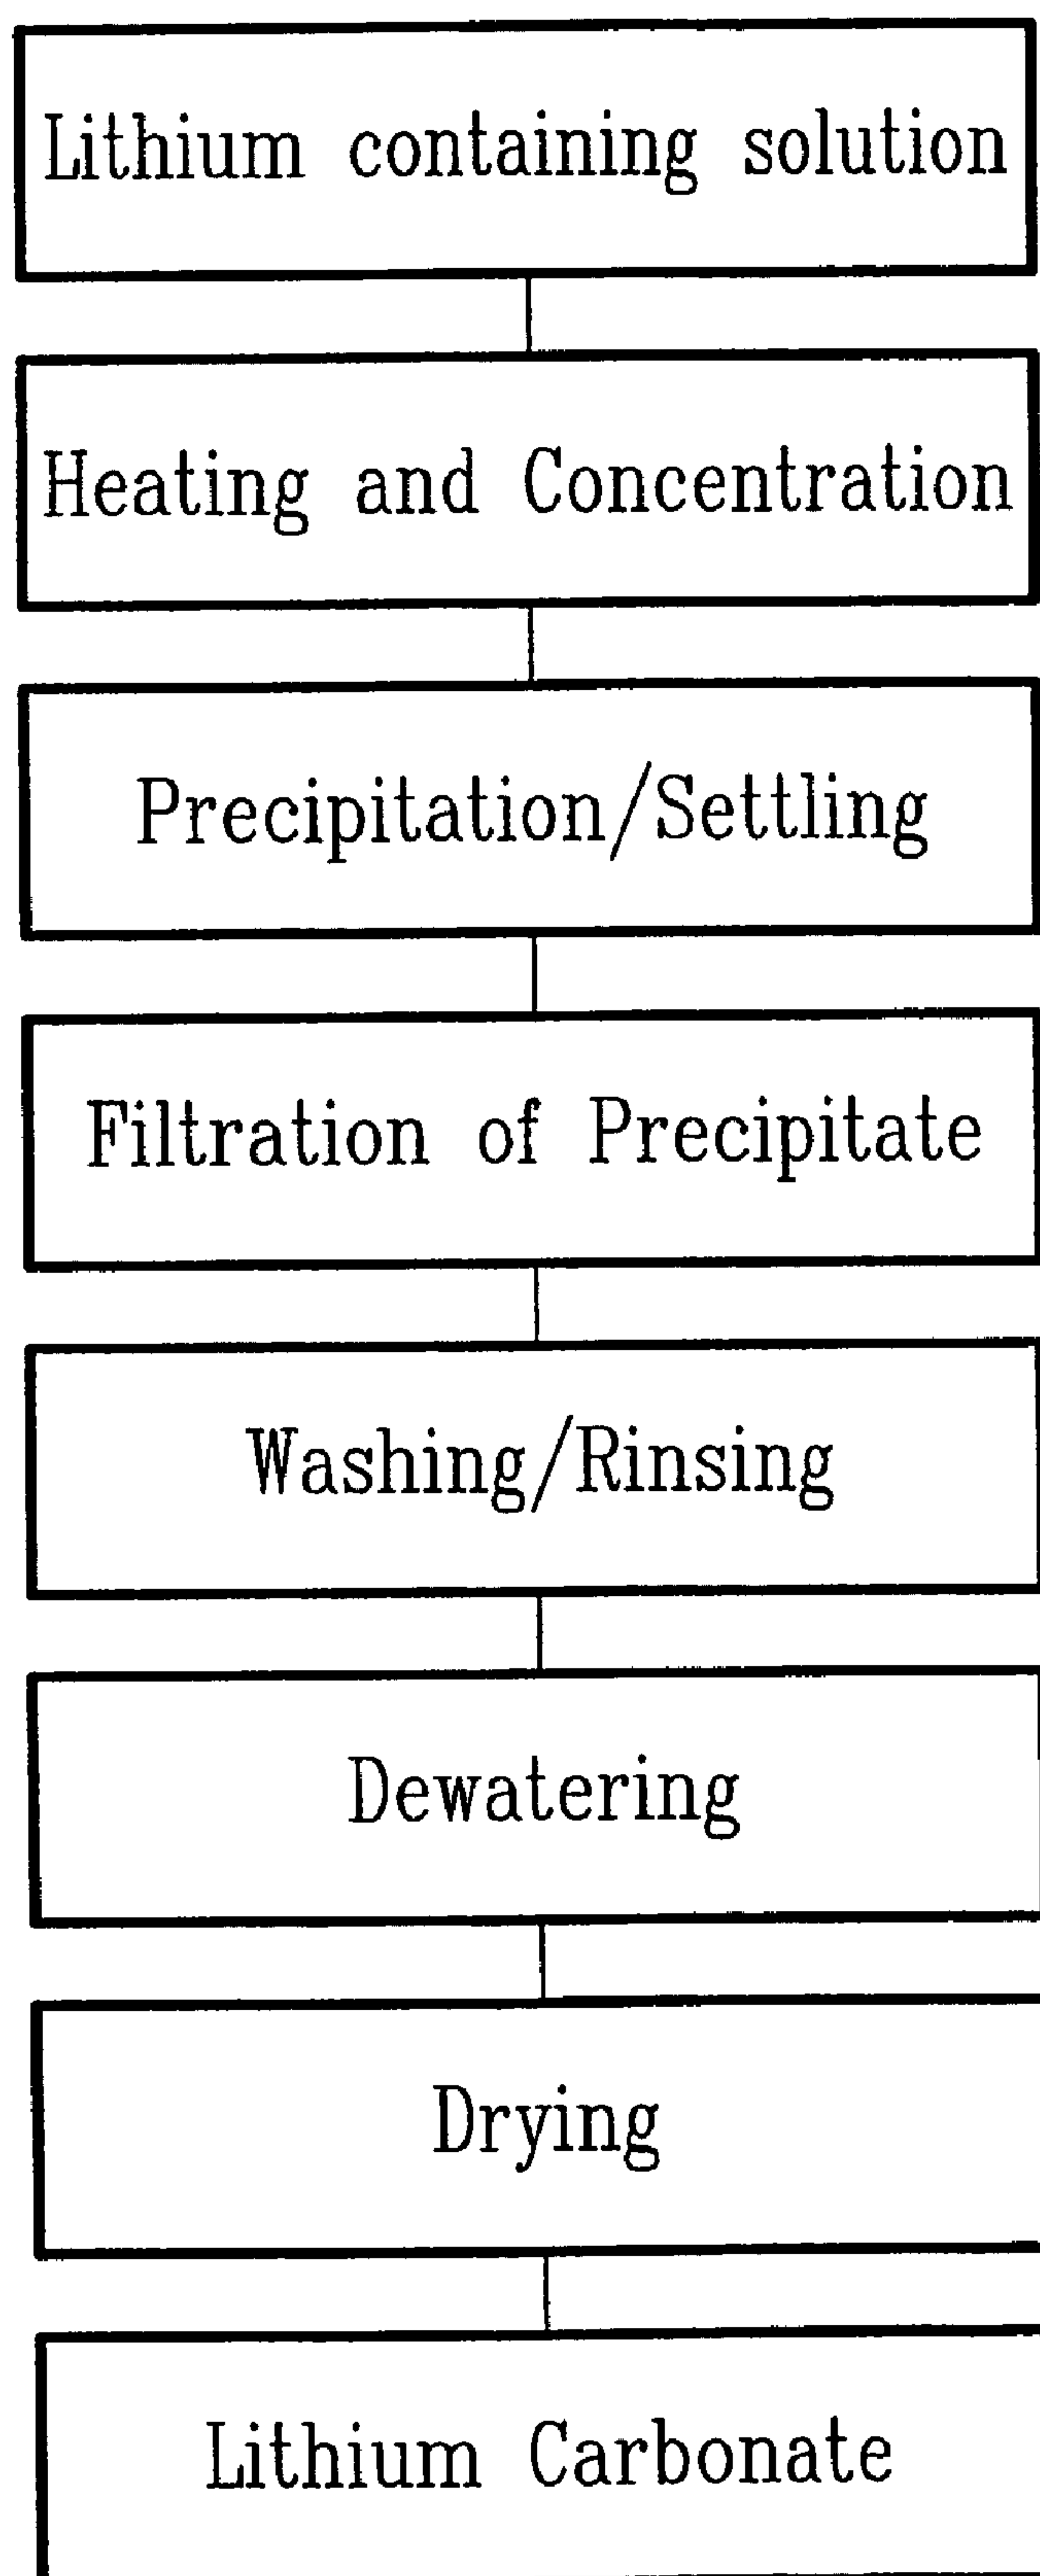 Lithium containing solution
Heating and Concentration
Precipitation/Settling
Filtration of Precipitate
Washing/Rinsing
Dewatering
Drying
Lithium Carbonate